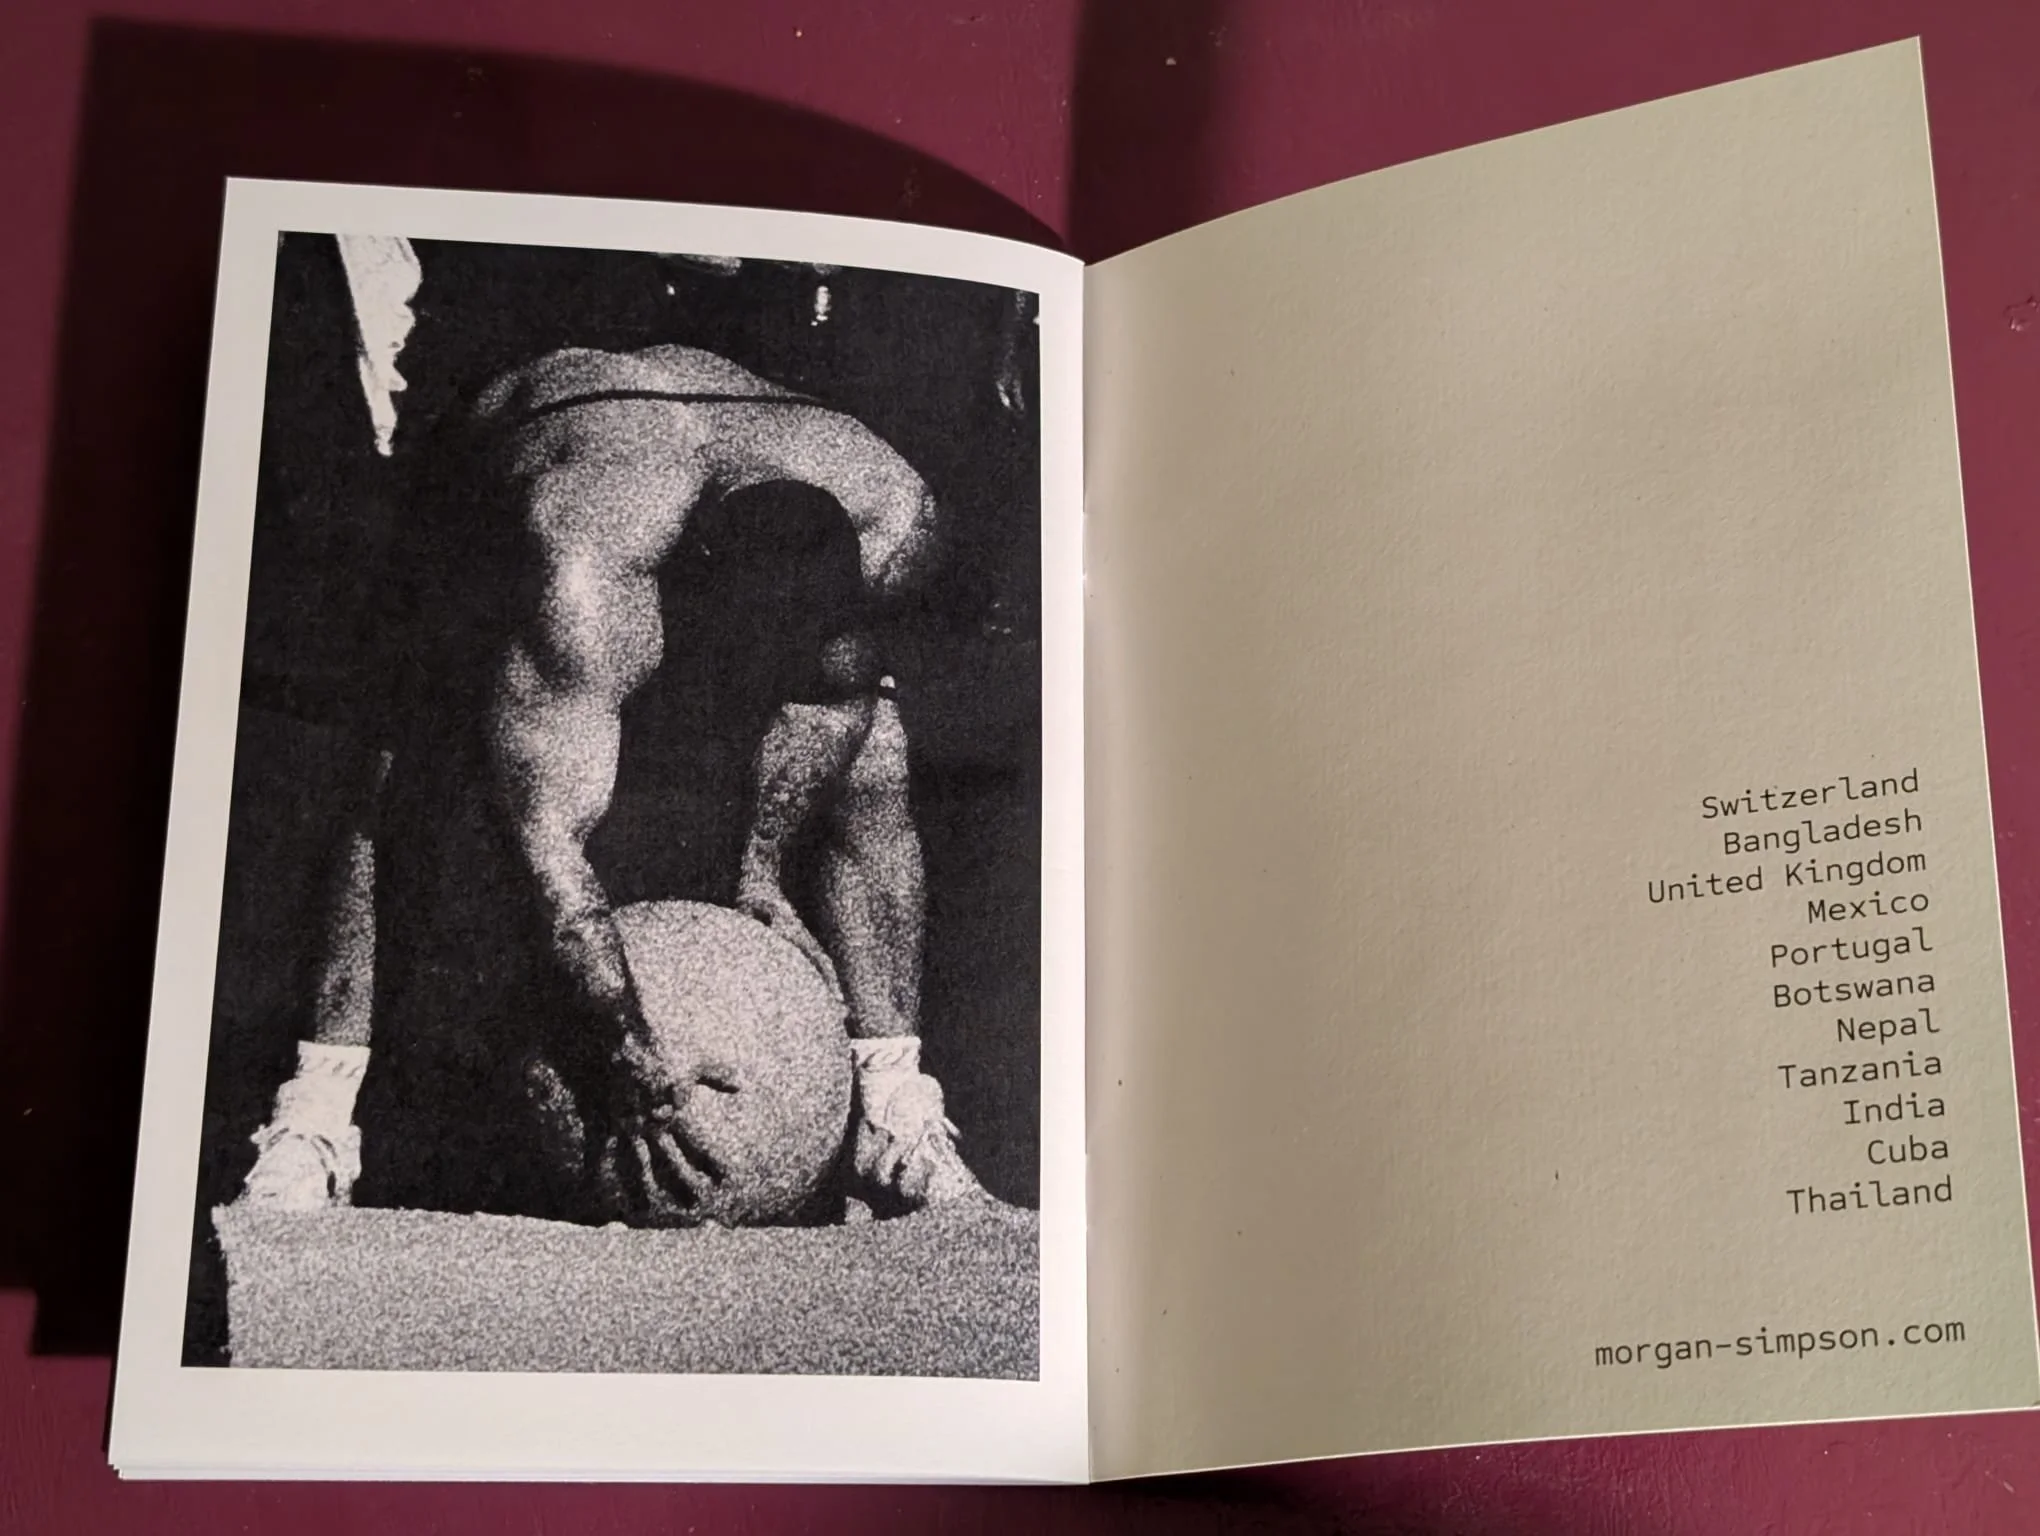 Switzerland
Bangladesh
United Kingdom
Mexico
Portugal
Botswana
Nepal
Tanzania
India
Cuba
Thailand
morgan-simpson.com